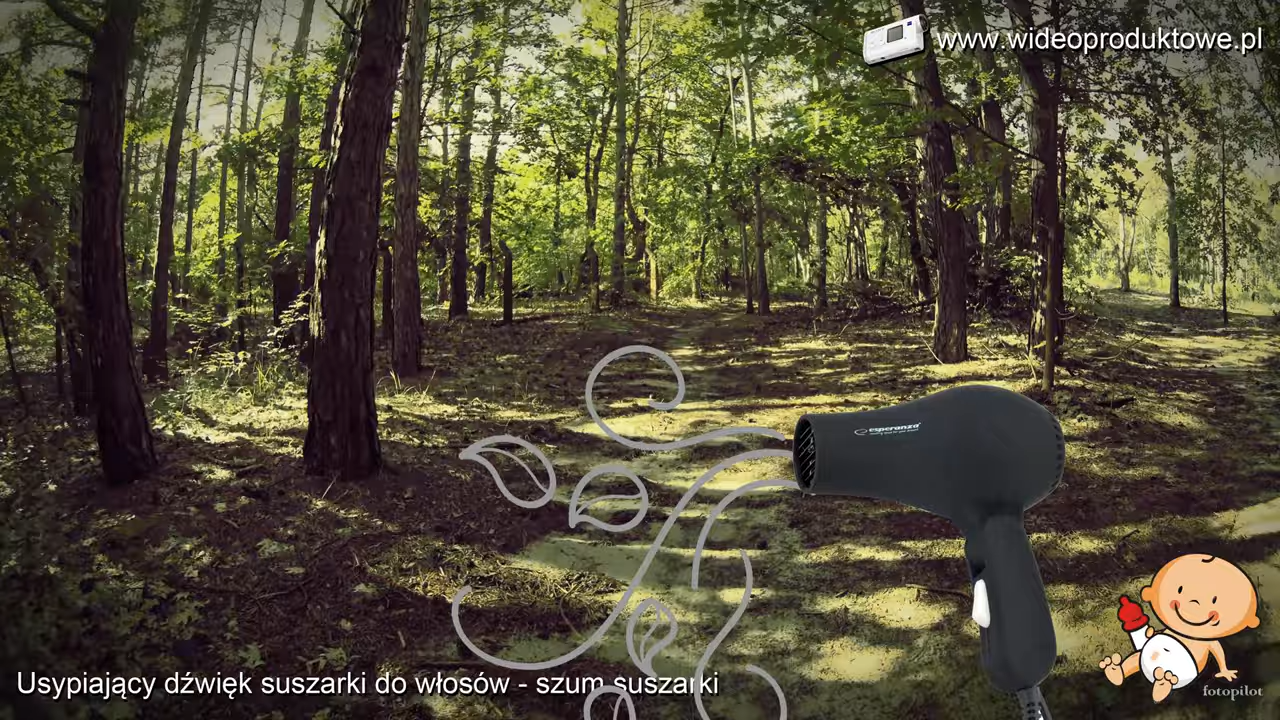 www.wideoproduktowe.pl
esperanza
Usypiający dźwięk suszarki do włosów - szum suszarki
fotopilot